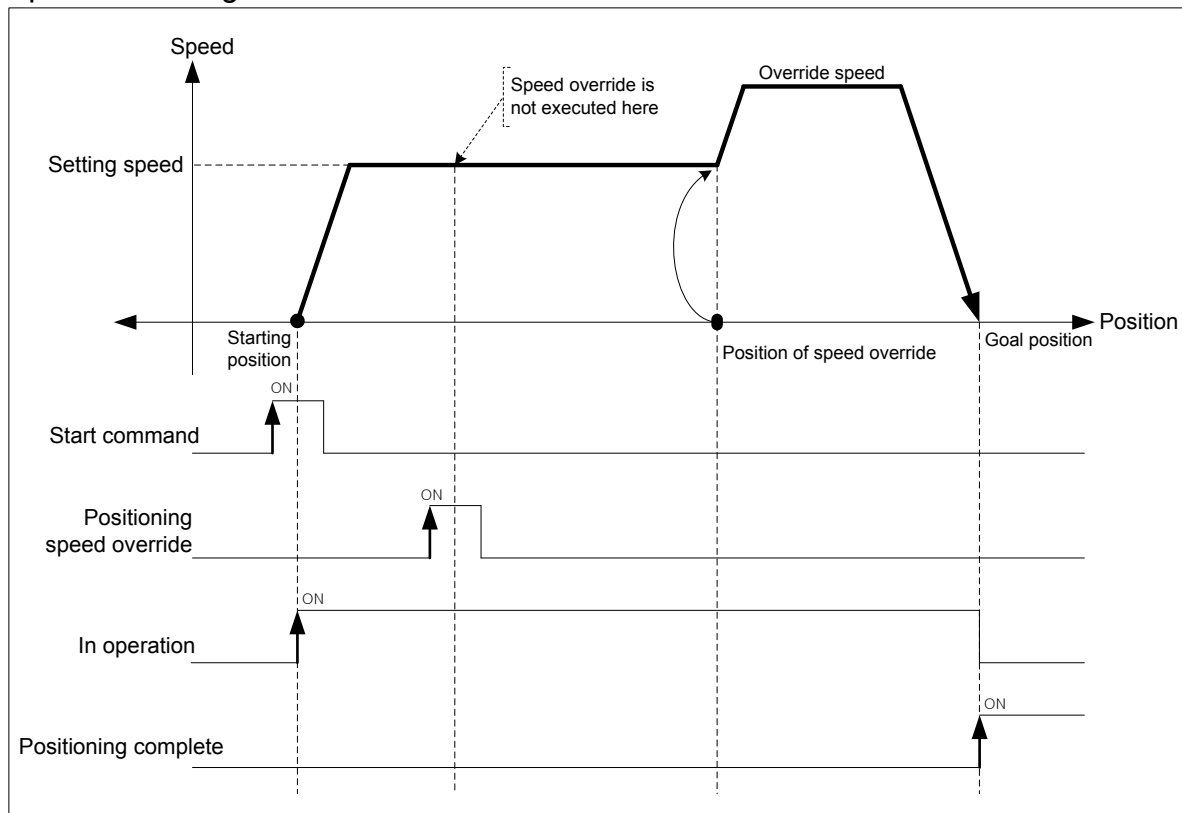 Speed
Speed override is
not executed here
Override speed
Setting speed
Position
Starting
position
Position of speed override
Goal position
ON
Start command
ON
Positioning
speed override
ON
In operation
ON
Positioning complete